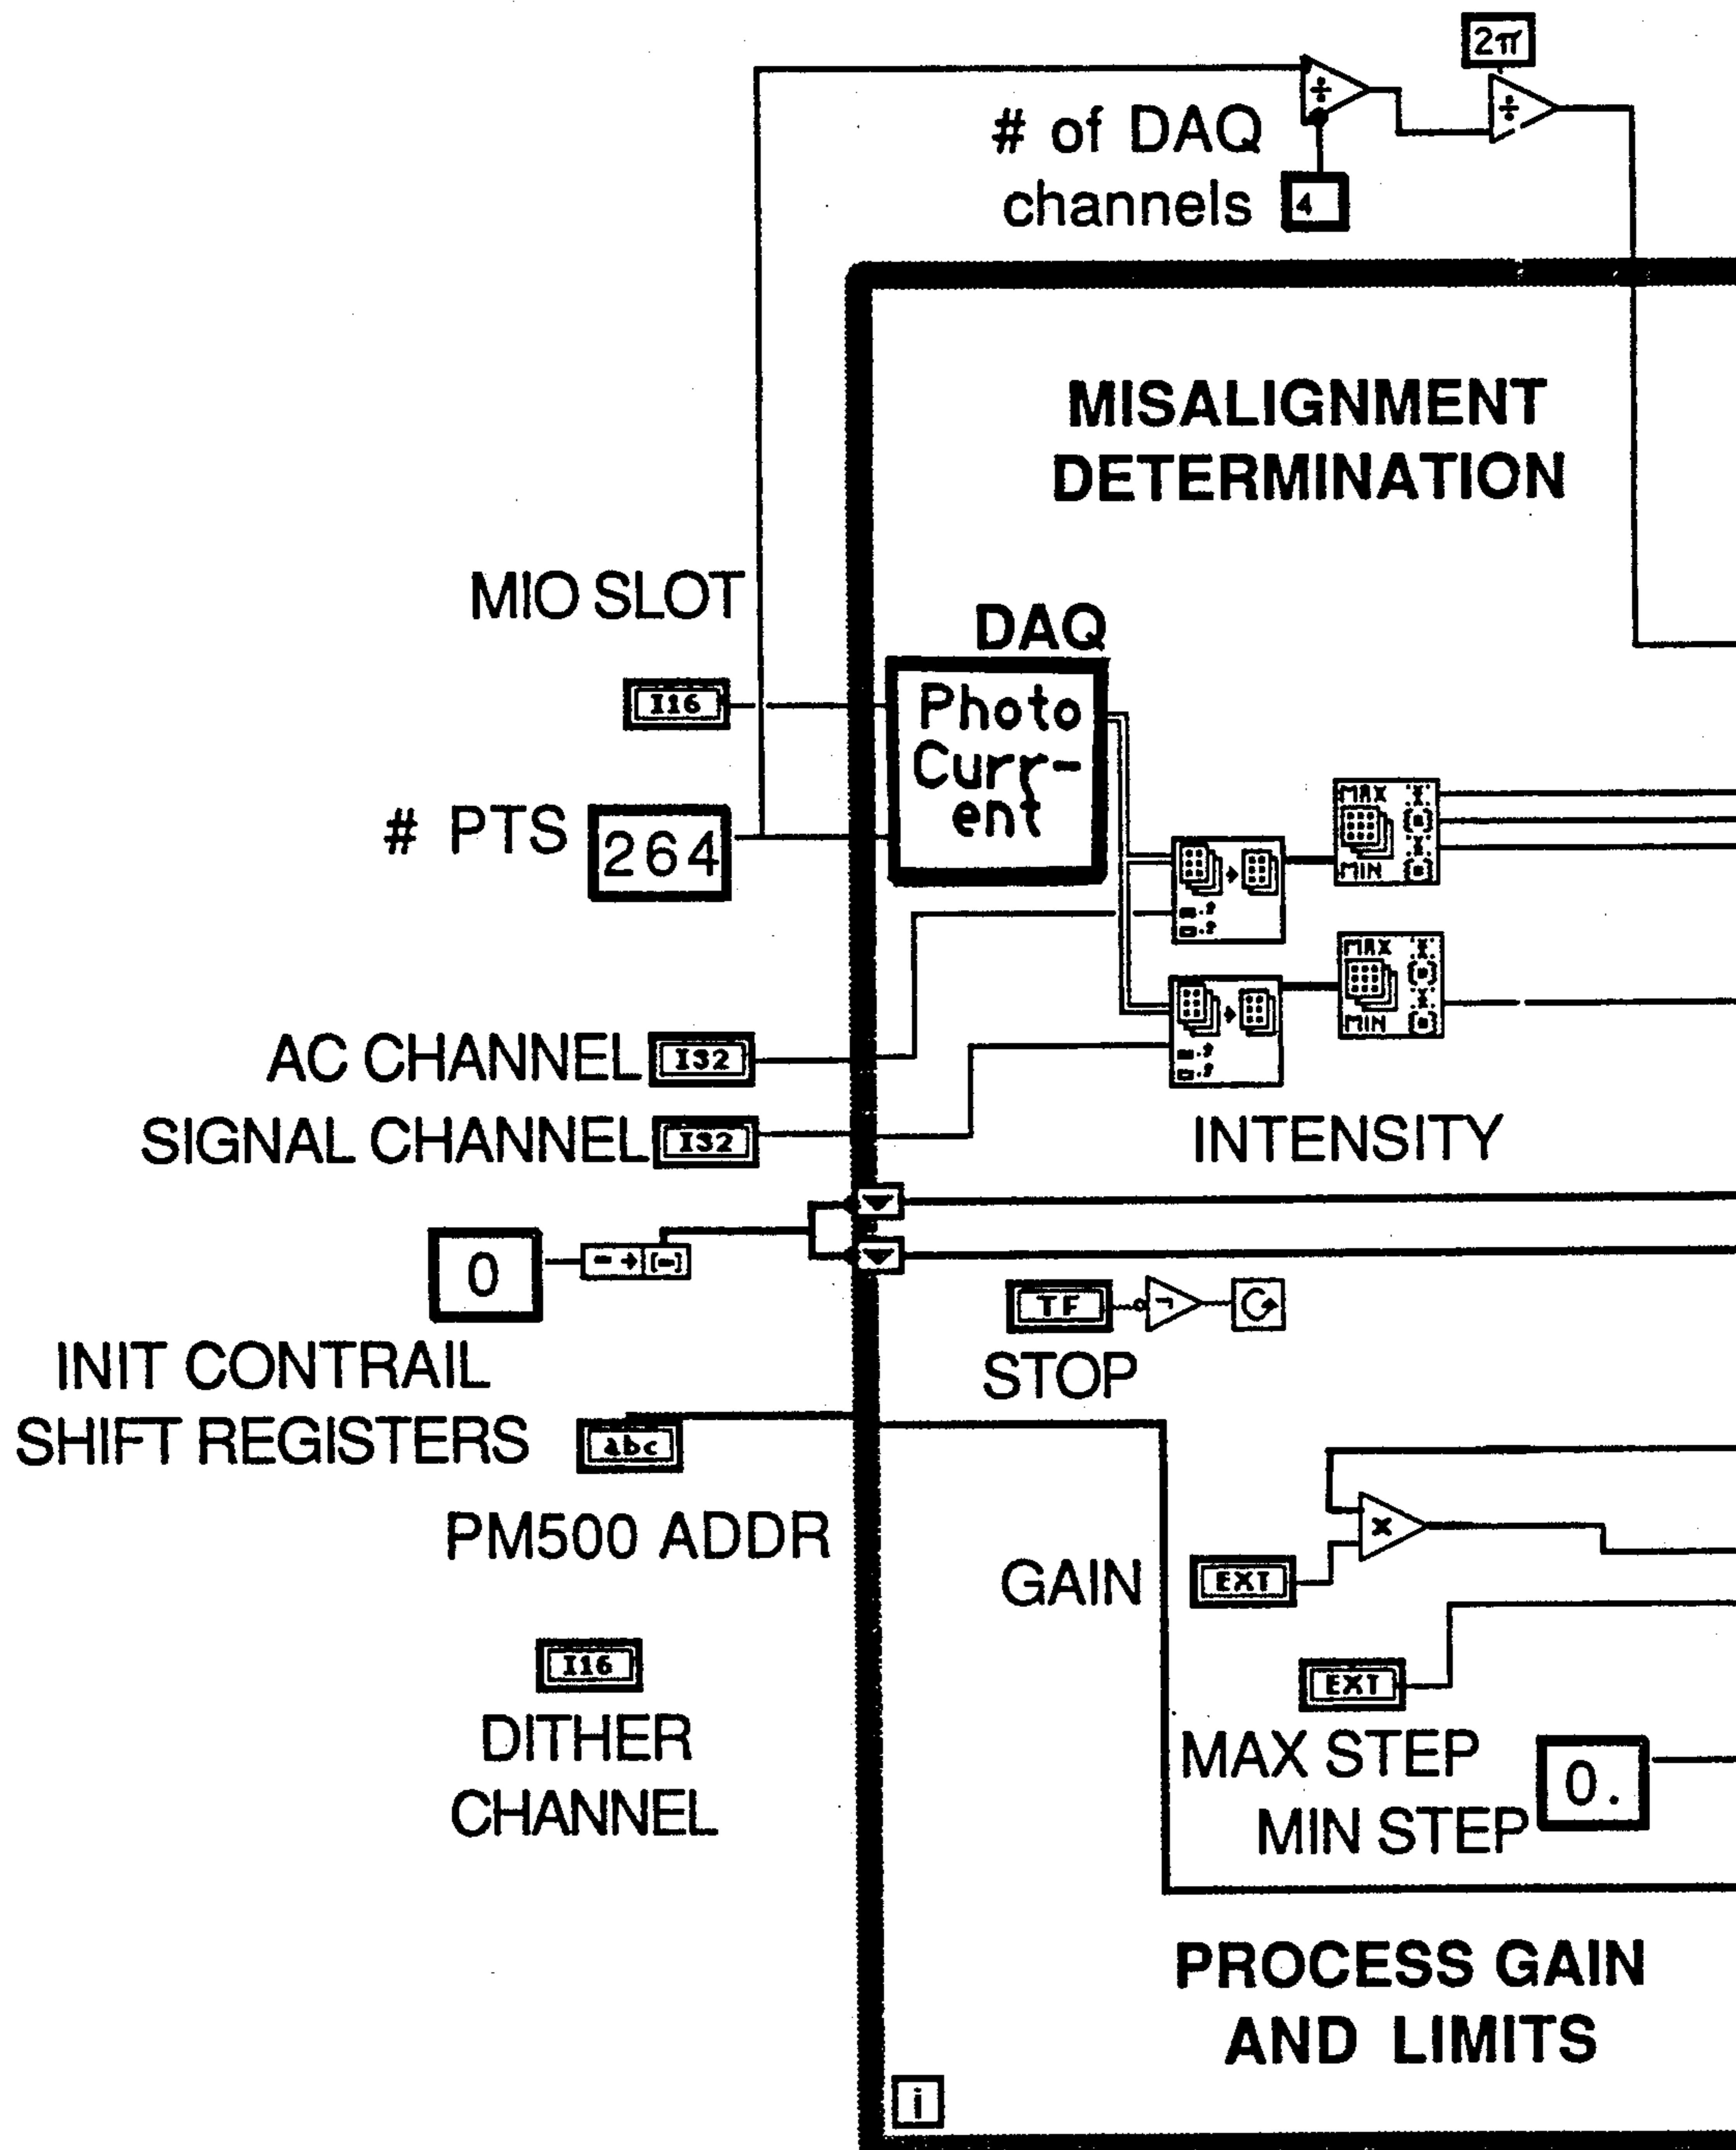 2π
÷
÷
# of DAQ
channels
4
MISALIGNMENT
DETERMINATION
MIO SLOT
I16
DAQ
Photo
Curr-
ent
# PTS
264
MAX
MIN
MAX
MIN
AC CHANNEL
I32
SIGNAL CHANNEL
I32
INTENSITY
0
INIT CONTRAIL
SHIFT REGISTERS
TF
STOP
abc
PM500 ADDR
x
GAIN
EXT
I16
DITHER
CHANNEL
EXT
MAX STEP
MIN STEP
0.
PROCESS GAIN
AND LIMITS
i